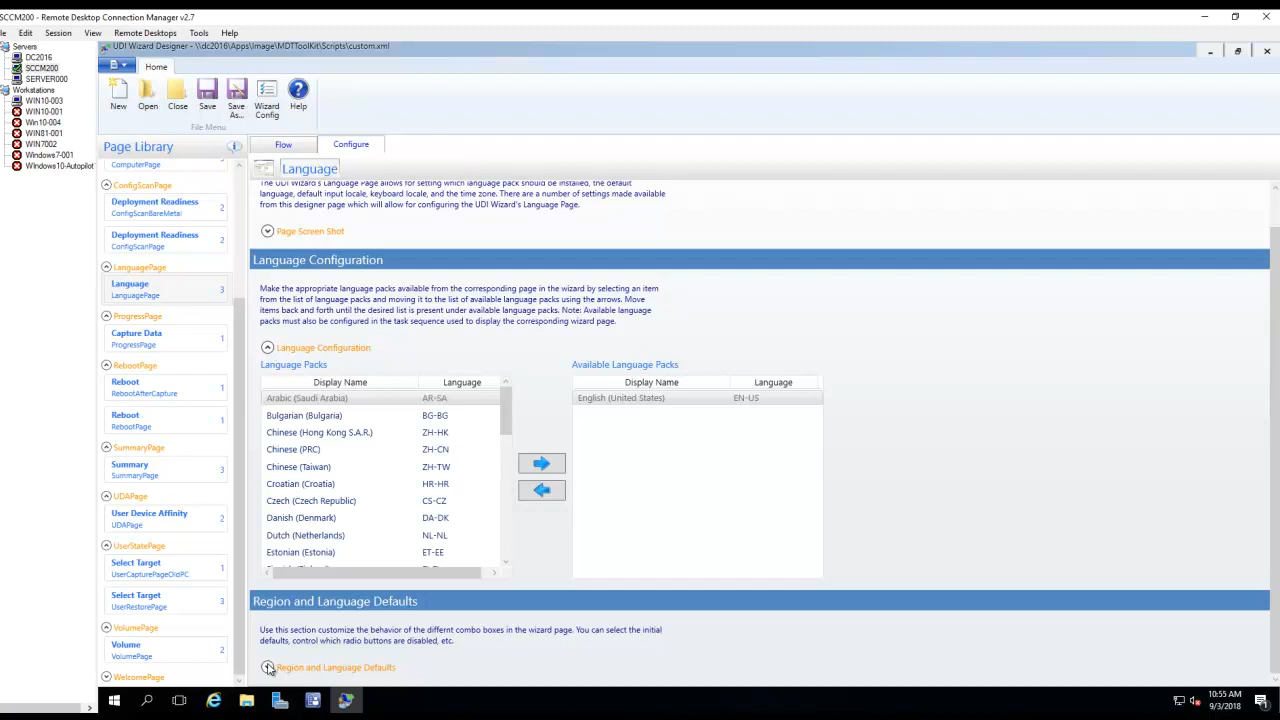 SCCM200 - Remote Desktop Connection Manager v2.7
le Edit Session View Remote Desktops Tools Help
Servers
DC2016
SCCM200
SERVER000
Workstations
WIN10-003
WIN10-001
Win10-004
WIN81-001
WIN7002
Windows7-001
Windows10-Autopilot
UDI Wizard Designer - \\dc2016\Apps\Image\MDTToolKit\Scripts\custom.xml
Home
New Open Close Save Save As... Wizard Config Help
File Menu
Page Library
ComputerPage
ConfigScanPage
Deployment Readiness 2
ConfigScanBareMetal
Deployment Readiness 2
ConfigScanPage
LanguagePage
Language 3
LanguagePage
ProgressPage
Capture Data 1
ProgressPage
RebootPage
Reboot 1
RebootAfterCapture
Reboot 1
RebootPage
SummaryPage
Summary 3
SummaryPage
UDAPage
User Device Affinity 2
UDAPage
UserStatePage
Select Target 1
UserCapturePageOldPC
Select Target 3
UserRestorePage
VolumePage
Volume 2
VolumePage
WelcomePage
Flow Configure
Language
The UDI Wizard's Language Page allows for setting which language pack should be installed, the default
language, default input locale, keyboard locale, and the time zone. There are a number of settings made available
from this designer page which will allow for configuring the UDI Wizard's Language Page.
Page Screen Shot
Language Configuration
Make the appropriate language packs available from the corresponding page in the wizard by selecting an item
from the list of language packs and moving it to the list of available language packs using the arrows. Move
items back and forth until the desired list is present under available language packs. Note: Available language
packs must also be configured in the task sequence used to display the corresponding wizard page.
Language Configuration
Language Packs
Display Name Language
Arabic (Saudi Arabia) AR-SA
Bulgarian (Bulgaria) BG-BG
Chinese (Hong Kong S.A.R.) ZH-HK
Chinese (PRC) ZH-CN
Chinese (Taiwan) ZH-TW
Croatian (Croatia) HR-HR
Czech (Czech Republic) CS-CZ
Danish (Denmark) DA-DK
Dutch (Netherlands) NL-NL
Estonian (Estonia) ET-EE
Available Language Packs
Display Name Language
English (United States) EN-US
Region and Language Defaults
Use this section customize the behavior of the differnt combo boxes in the wizard page. You can select the initial
defaults, control which radio buttons are disabled, etc.
Region and Language Defaults
10:55 AM
9/3/2018